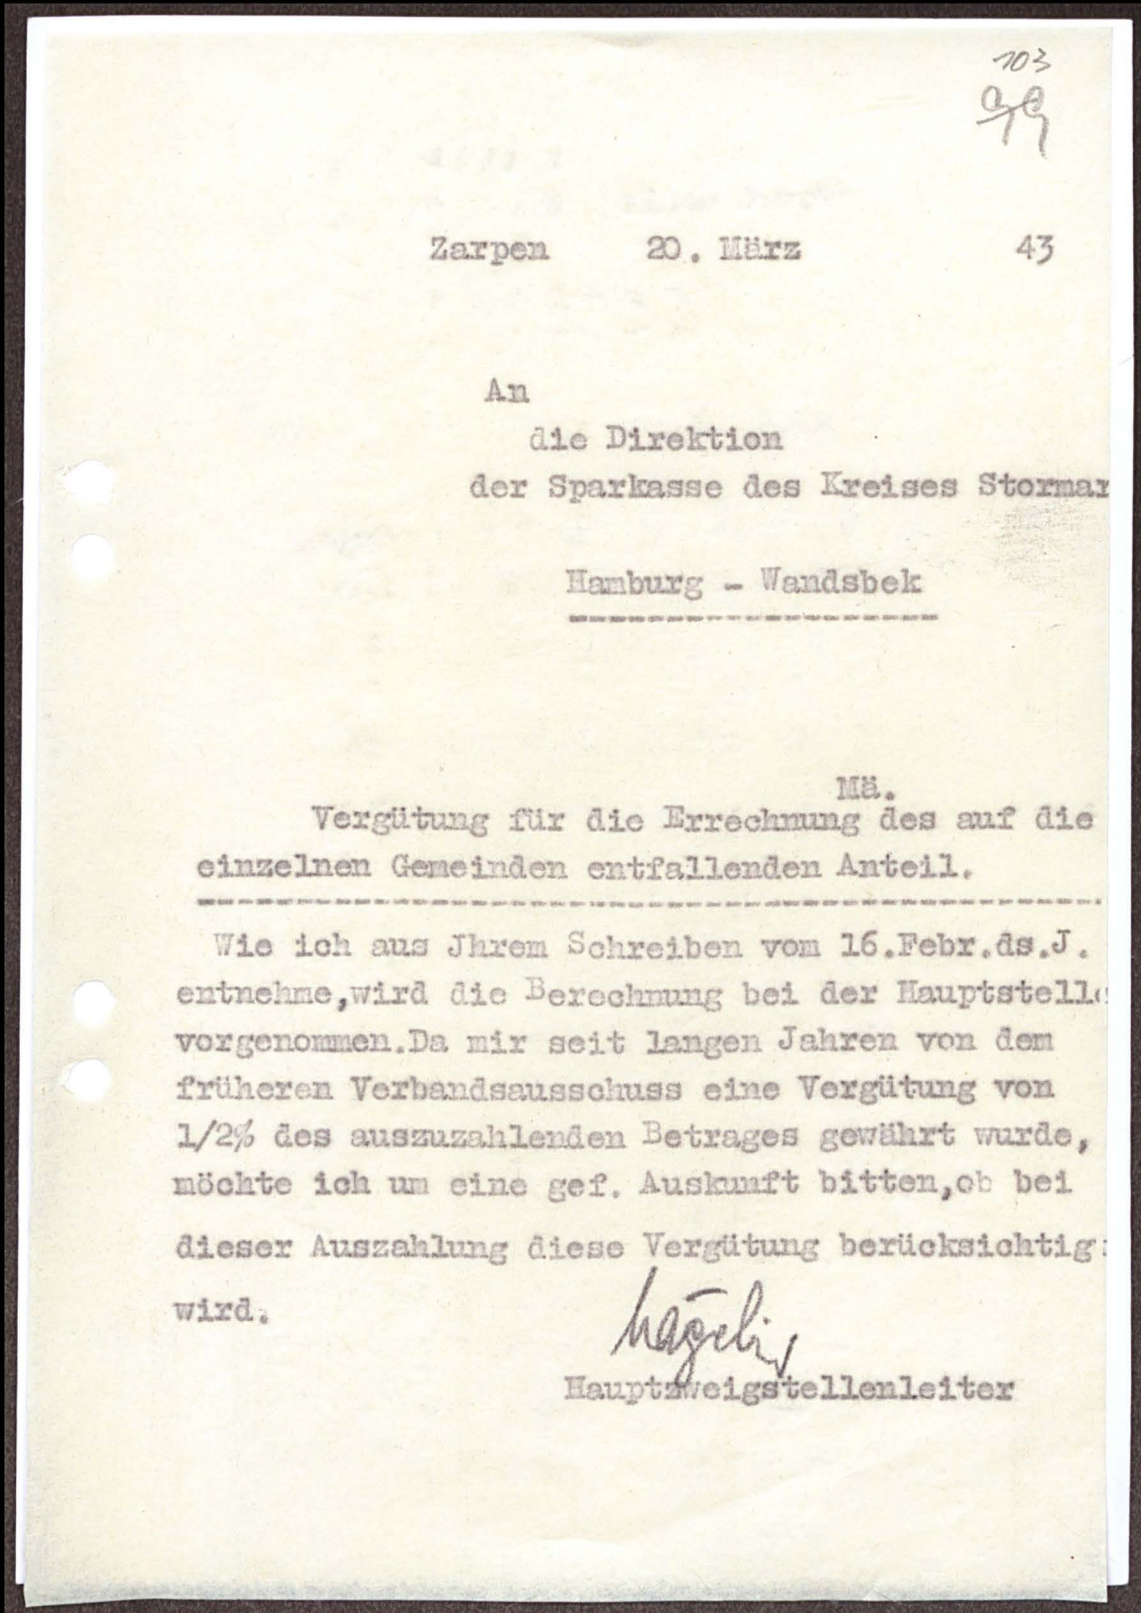 103
99
Zarpen 20. März 43
An
die Direktion
der Sparkasse des Kreises Stormar
Hamburg - Wandsbek
Mä.
Vergütung für die Errechnung des auf die
einzelnen Gemeinden entfallenden Anteil.
Wie ich aus Jhrem Schreiben vom 16.Febr.ds.J.
entnehme,wird die Berechnung bei der Hauptstelle
vorgenommen.Da mir seit langen Jahren von dem
früheren Verbandsausschuss eine Vergütung von
1/2% des auszuzahlenden Betrages gewährt wurde,
möchte ich um eine gef. Auskunft bitten,ob bei
dieser Auszahlung diese Vergütung berücksichtig
wird.
Hauptzweigstellenleiter